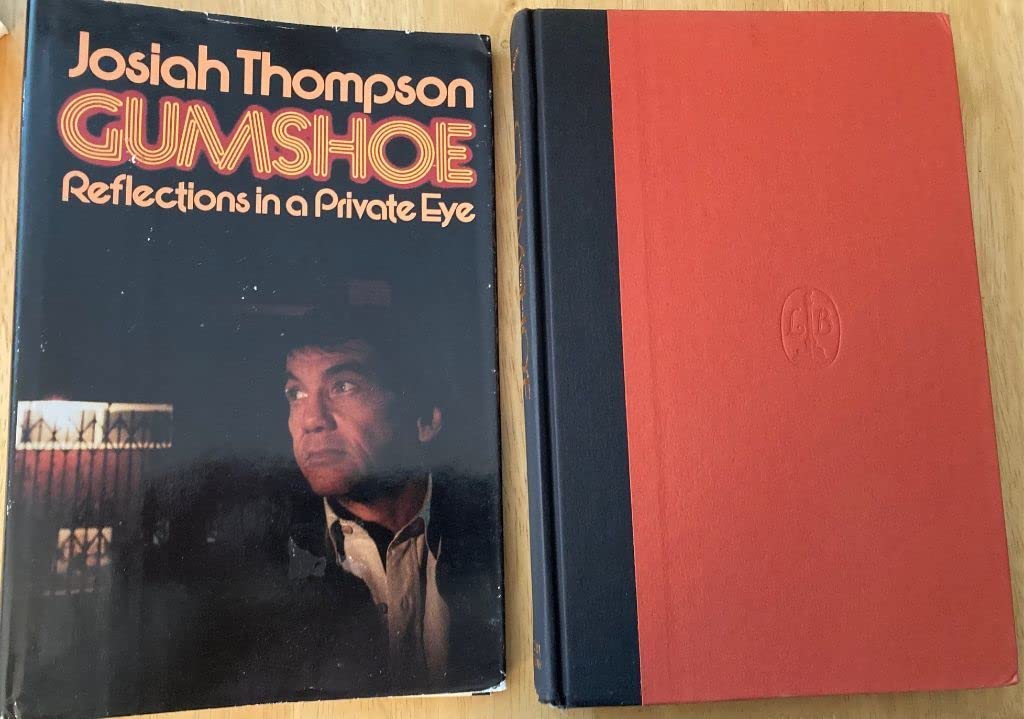 Josiah Thompson
GUMSHOE
Reflections in a Private Eye
L B